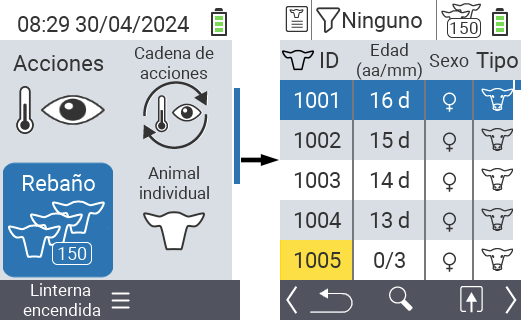 08:29 30/04/2024
Acciones
Cadena de
acciones
Rebaño
150
Animal
individual
Linterna
encendida
Ninguno
150
ID
Edad
(aa/mm)
Sexo
Tipo
1001 16 d ♀
1002 15 d ♀
1003 14 d ♀
1004 13 d ♀
1005 0/3 ♀